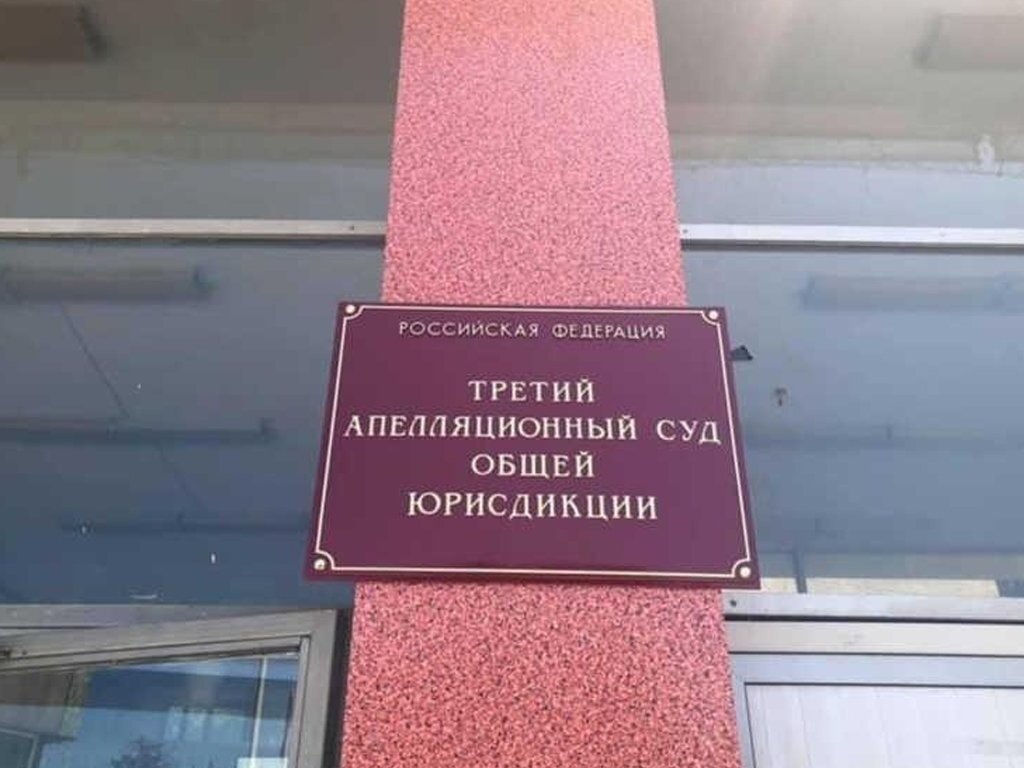 РОССИЙСКАЯ ФЕДЕРАЦИЯ
ТРЕТИЙ
АПЕЛЛЯЦИОННЫЙ СУД
ОБЩЕЙ
ЮРИСДИКЦИИ